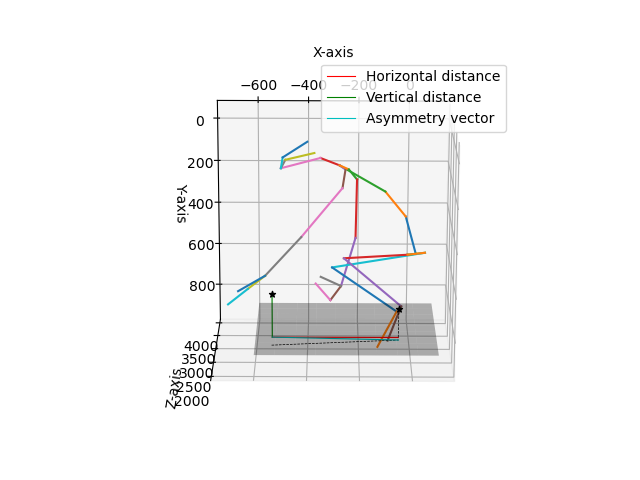 X-axis
−600 −400 −200 0
Horizontal distance
Vertical distance
Asymmetry vector
0
200
400
600
800
Y-axis
4000
3500
3000
2500
2000
Z-axis